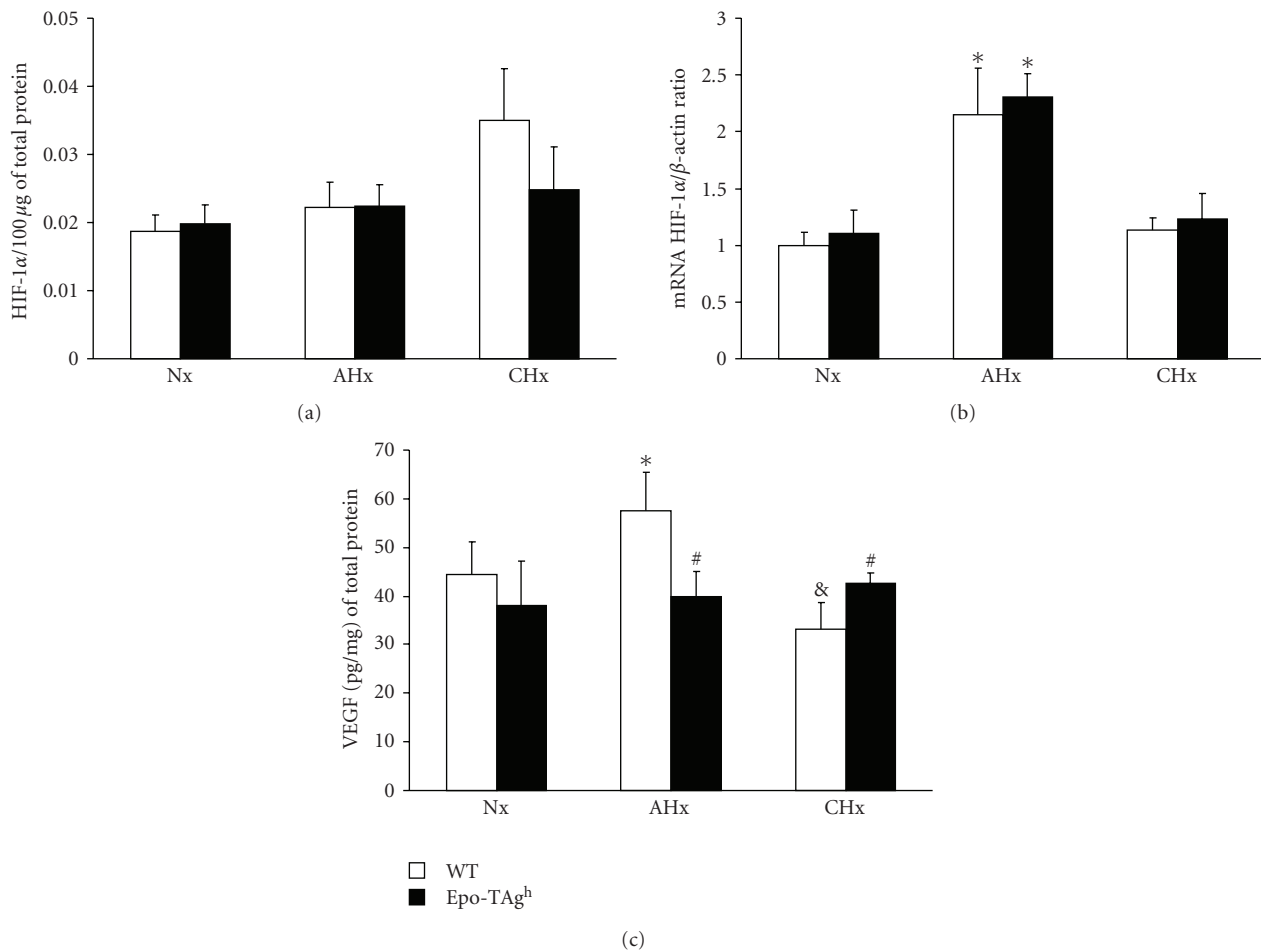 HIF-1α/100 μg of total protein
0.05
0.04
0.03
0.02
0.01
0
Nx AHx CHx
(a)
mRNA HIF-1α/β-actin ratio
3
2.5
2
1.5
1
0.5
0
* *
Nx AHx CHx
(b)
VEGF (pg/mg) of total protein
70
60
50
40
30
20
10
0
*
#
&
#
Nx AHx CHx
WT
Epo-TAgʰ
(c)